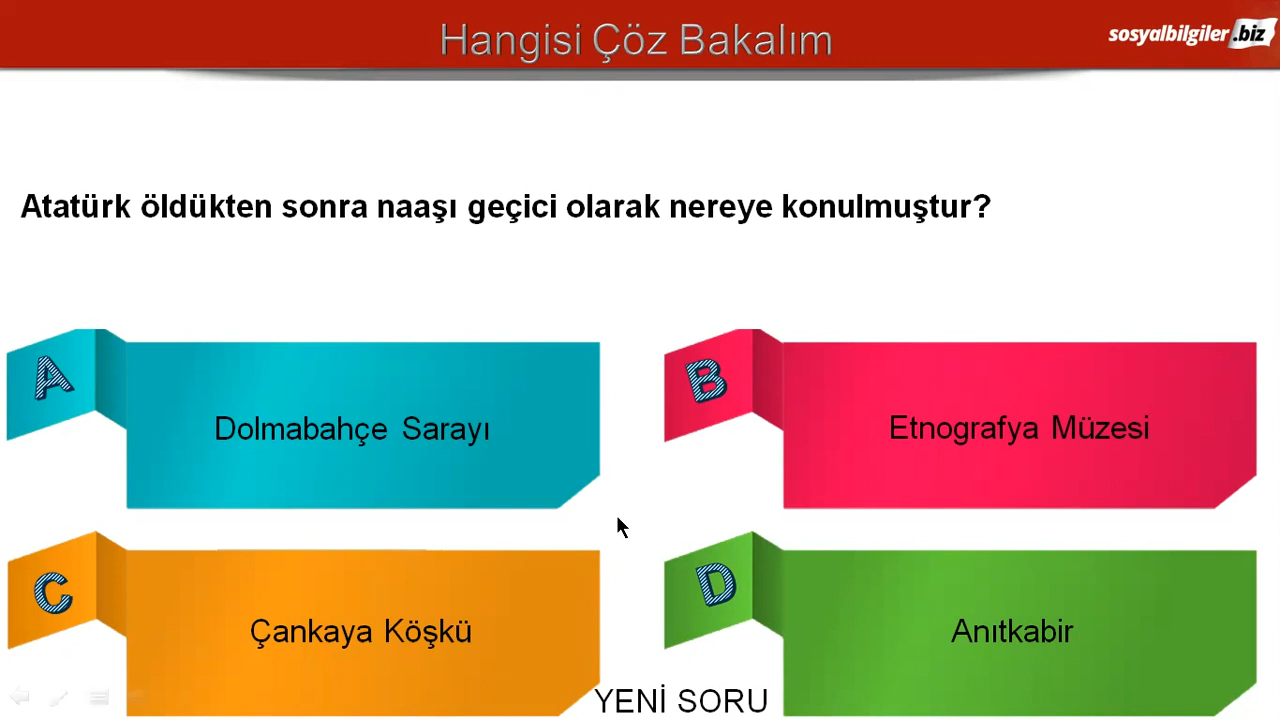 Hangisi Çöz Bakalım
sosyalbilgiler.biz
Atatürk öldükten sonra naaşı geçici olarak nereye konulmuştur?
A
Dolmabahçe Sarayı
B
Etnografya Müzesi
C
Çankaya Köşkü
D
Anıtkabir
YENİ SORU